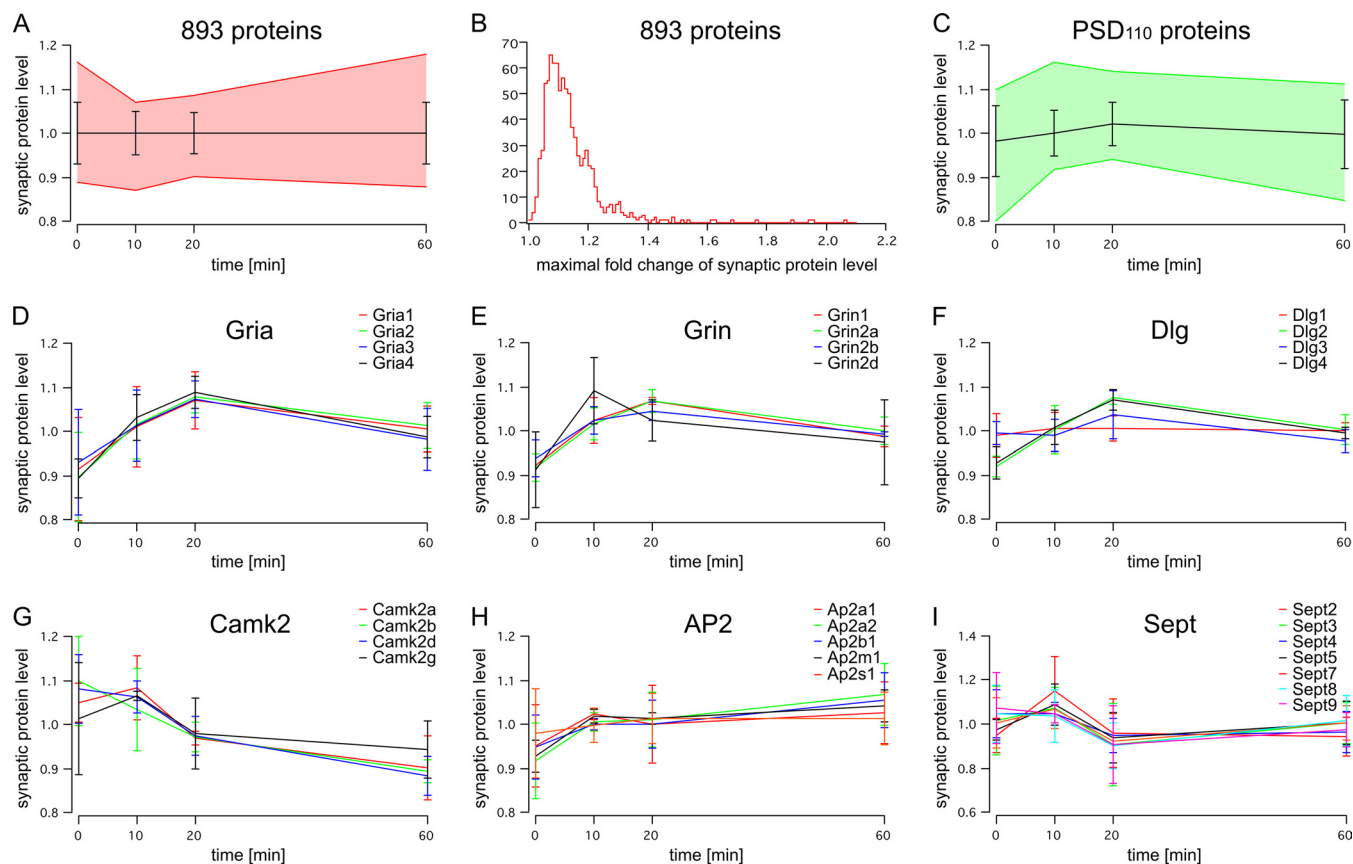 A 893 proteins
synaptic protein level
1.2
1.1
1.0
0.9
0.8
0 10 20 60
time [min]
B 893 proteins
70
60
50
40
30
20
10
0
1.0 1.2 1.4 1.6 1.8 2.0 2.2
maximal fold change of synaptic protein level
C PSD110 proteins
synaptic protein level
1.2
1.1
1.0
0.9
0.8
0 10 20 60
time [min]
D Gria
Gria1
Gria2
Gria3
Gria4
synaptic protein level
1.2
1.1
1.0
0.9
0.8
0 10 20 60
time [min]
E Grin
Grin1
Grin2a
Grin2b
Grin2d
synaptic protein level
1.2
1.1
1.0
0.9
0.8
0 10 20 60
time [min]
F Dlg
Dlg1
Dlg2
Dlg3
Dlg4
synaptic protein level
1.2
1.1
1.0
0.9
0.8
0 10 20 60
time [min]
G Camk2
Camk2a
Camk2b
Camk2d
Camk2g
synaptic protein level
1.2
1.1
1.0
0.9
0.8
0 10 20 60
time [min]
H AP2
Ap2a1
Ap2a2
Ap2b1
Ap2m1
Ap2s1
synaptic protein level
1.2
1.1
1.0
0.9
0.8
0 10 20 60
time [min]
I Sept
Sept2
Sept3
Sept4
Sept5
Sept7
Sept8
Sept9
synaptic protein level
1.4
1.2
1.0
0.8
0.6
0 10 20 60
time [min]